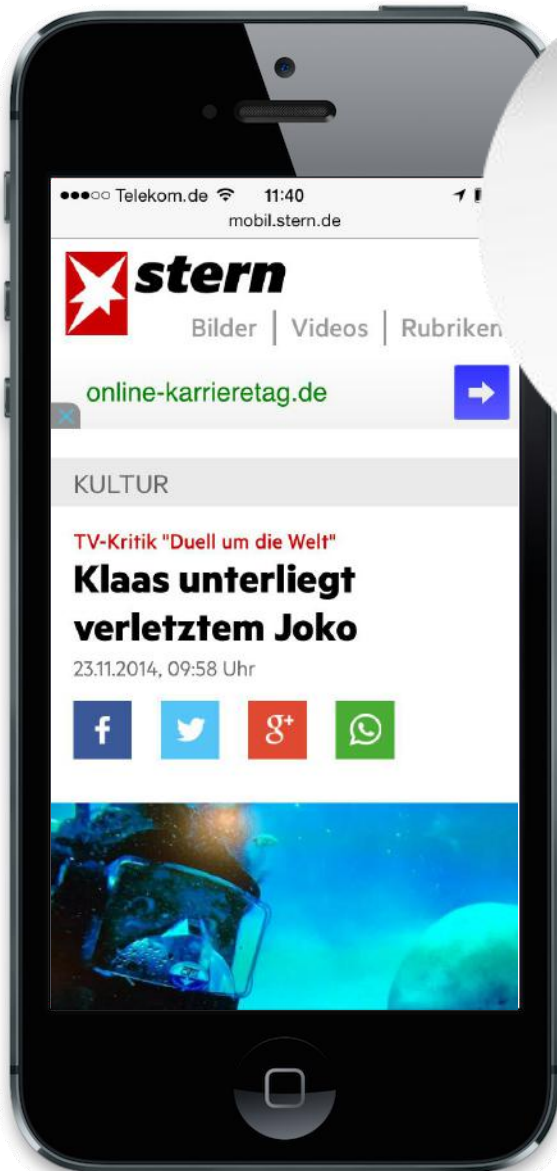 Telekom.de 11:40
mobil.stern.de
stern
Bilder | Videos | Rubriken
online-karrieretag.de
KULTUR
TV-Kritik "Duell um die Welt"
Klaas unterliegt
verletztem Joko
23.11.2014, 09:58 Uhr
f g+